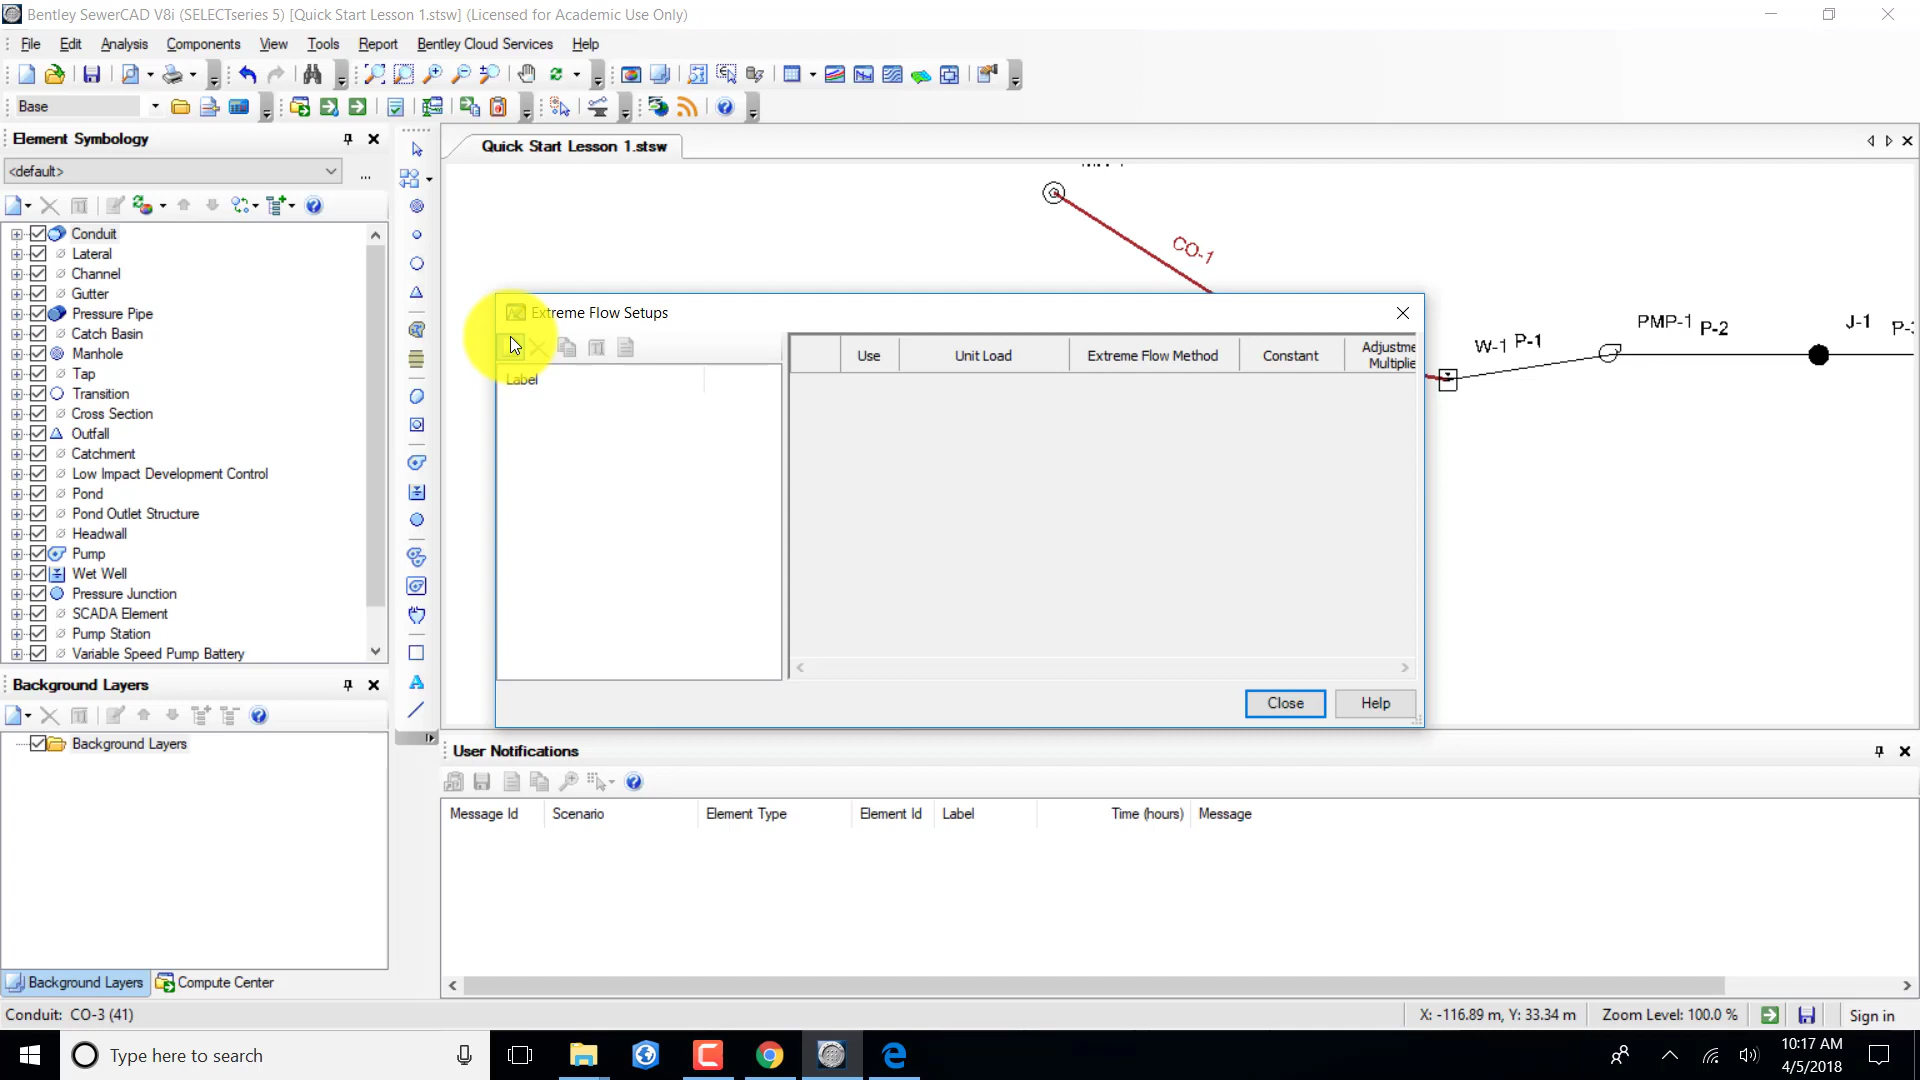 Bentley SewerCAD V8i (SELECTseries 5) [Quick Start Lesson 1.stsw] (Licensed for Academic Use Only)
File Edit Analysis Components View Tools Report Bentley Cloud Services Help
Base
Element Symbology
<default>
...
Conduit
Lateral
Channel
Gutter
Pressure Pipe
Catch Basin
Manhole
Tap
Transition
Cross Section
Outfall
Catchment
Low Impact Development Control
Pond
Pond Outlet Structure
Headwall
Pump
Wet Well
Pressure Junction
SCADA Element
Pump Station
Variable Speed Pump Battery
Background Layers
Background Layers
Background Layers Compute Center
Quick Start Lesson 1.stsw
CO-1
W-1 P-1
PMP-1 P-2
J-1
Extreme Flow Setups
Label
Use Unit Load Extreme Flow Method Constant Adjustme
Multiplie
Close Help
User Notifications
Message Id Scenario Element Type Element Id Label Time (hours) Message
Conduit: CO-3 (41)
X: -116.89 m, Y: 33.34 m Zoom Level: 100.0 % Sign in
Type here to search
10:17 AM
4/5/2018